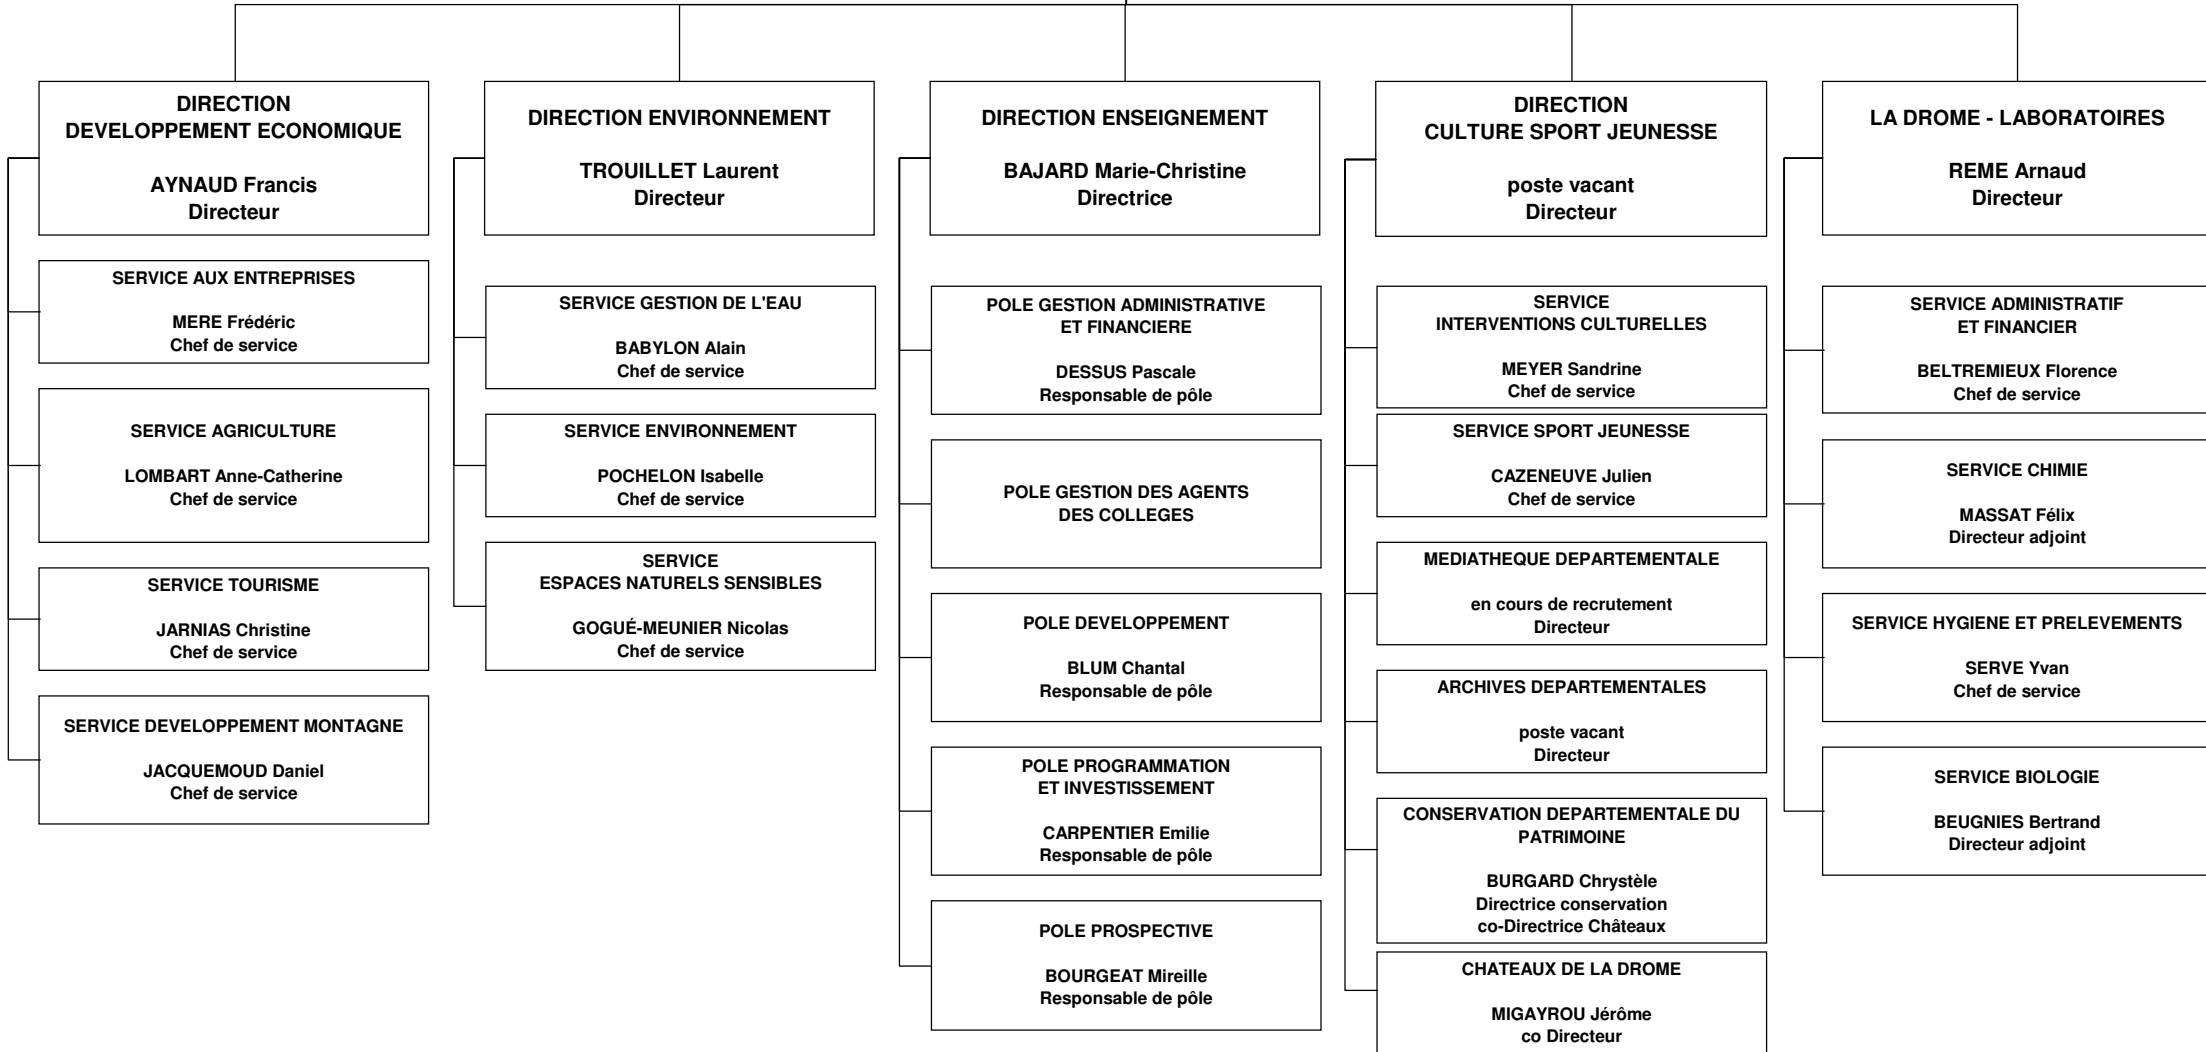 DIRECTION
DEVELOPPEMENT ECONOMIQUE
AYNAUD Francis
Directeur
SERVICE AUX ENTREPRISES
MERE Frédéric
Chef de service
SERVICE AGRICULTURE
LOMBART Anne-Catherine
Chef de service
SERVICE TOURISME
JARNIAS Christine
Chef de service
SERVICE DEVELOPPEMENT MONTAGNE
JACQUEMOUD Daniel
Chef de service
DIRECTION ENVIRONNEMENT
TROUILLET Laurent
Directeur
SERVICE GESTION DE L'EAU
BABYLON Alain
Chef de service
SERVICE ENVIRONNEMENT
POCHELON Isabelle
Chef de service
SERVICE
ESPACES NATURELS SENSIBLES
GOGUÉ-MEUNIER Nicolas
Chef de service
DIRECTION ENSEIGNEMENT
BAJARD Marie-Christine
Directrice
POLE GESTION ADMINISTRATIVE
ET FINANCIERE
DESSUS Pascale
Responsable de pôle
POLE GESTION DES AGENTS
DES COLLEGES
POLE DEVELOPPEMENT
BLUM Chantal
Responsable de pôle
POLE PROGRAMMATION
ET INVESTISSEMENT
CARPENTIER Emilie
Responsable de pôle
POLE PROSPECTIVE
BOURGEAT Mireille
Responsable de pôle
DIRECTION
CULTURE SPORT JEUNESSE
poste vacant
Directeur
SERVICE
INTERVENTIONS CULTURELLES
MEYER Sandrine
Chef de service
SERVICE SPORT JEUNESSE
CAZENEUVE Julien
Chef de service
MEDIATHEQUE DEPARTEMENTALE
en cours de recrutement
Directeur
ARCHIVES DEPARTEMENTALES
poste vacant
Directeur
CONSERVATION DEPARTEMENTALE DU
PATRIMOINE
BURGARD Chrystèle
Directrice conservation
co-Directrice Châteaux
CHATEAUX DE LA DROME
MIGAYROU Jérôme
co Directeur
LA DROME - LABORATOIRES
REME Arnaud
Directeur
SERVICE ADMINISTRATIF
ET FINANCIER
BELTREMIEUX Florence
Chef de service
SERVICE CHIMIE
MASSAT Félix
Directeur adjoint
SERVICE HYGIENE ET PRELEVEMENTS
SERVE Yvan
Chef de service
SERVICE BIOLOGIE
BEUGNIES Bertrand
Directeur adjoint